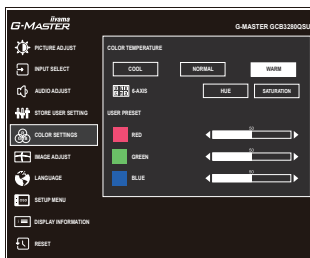 iiyama
G-MASTER
G-MASTER GCB3280QSU
PICTURE ADJUST
INPUT SELECT
AUDIO ADJUST
STORE USER SETTING
COLOR SETTINGS
IMAGE ADJUST
LANGUAGE
SETUP MENU
DISPLAY INFORMATION
RESET
COLOR TEMPERATURE
COOL NORMAL WARM
6-AXIS HUE SATURATION
USER PRESET
RED 50
GREEN 50
BLUE 50